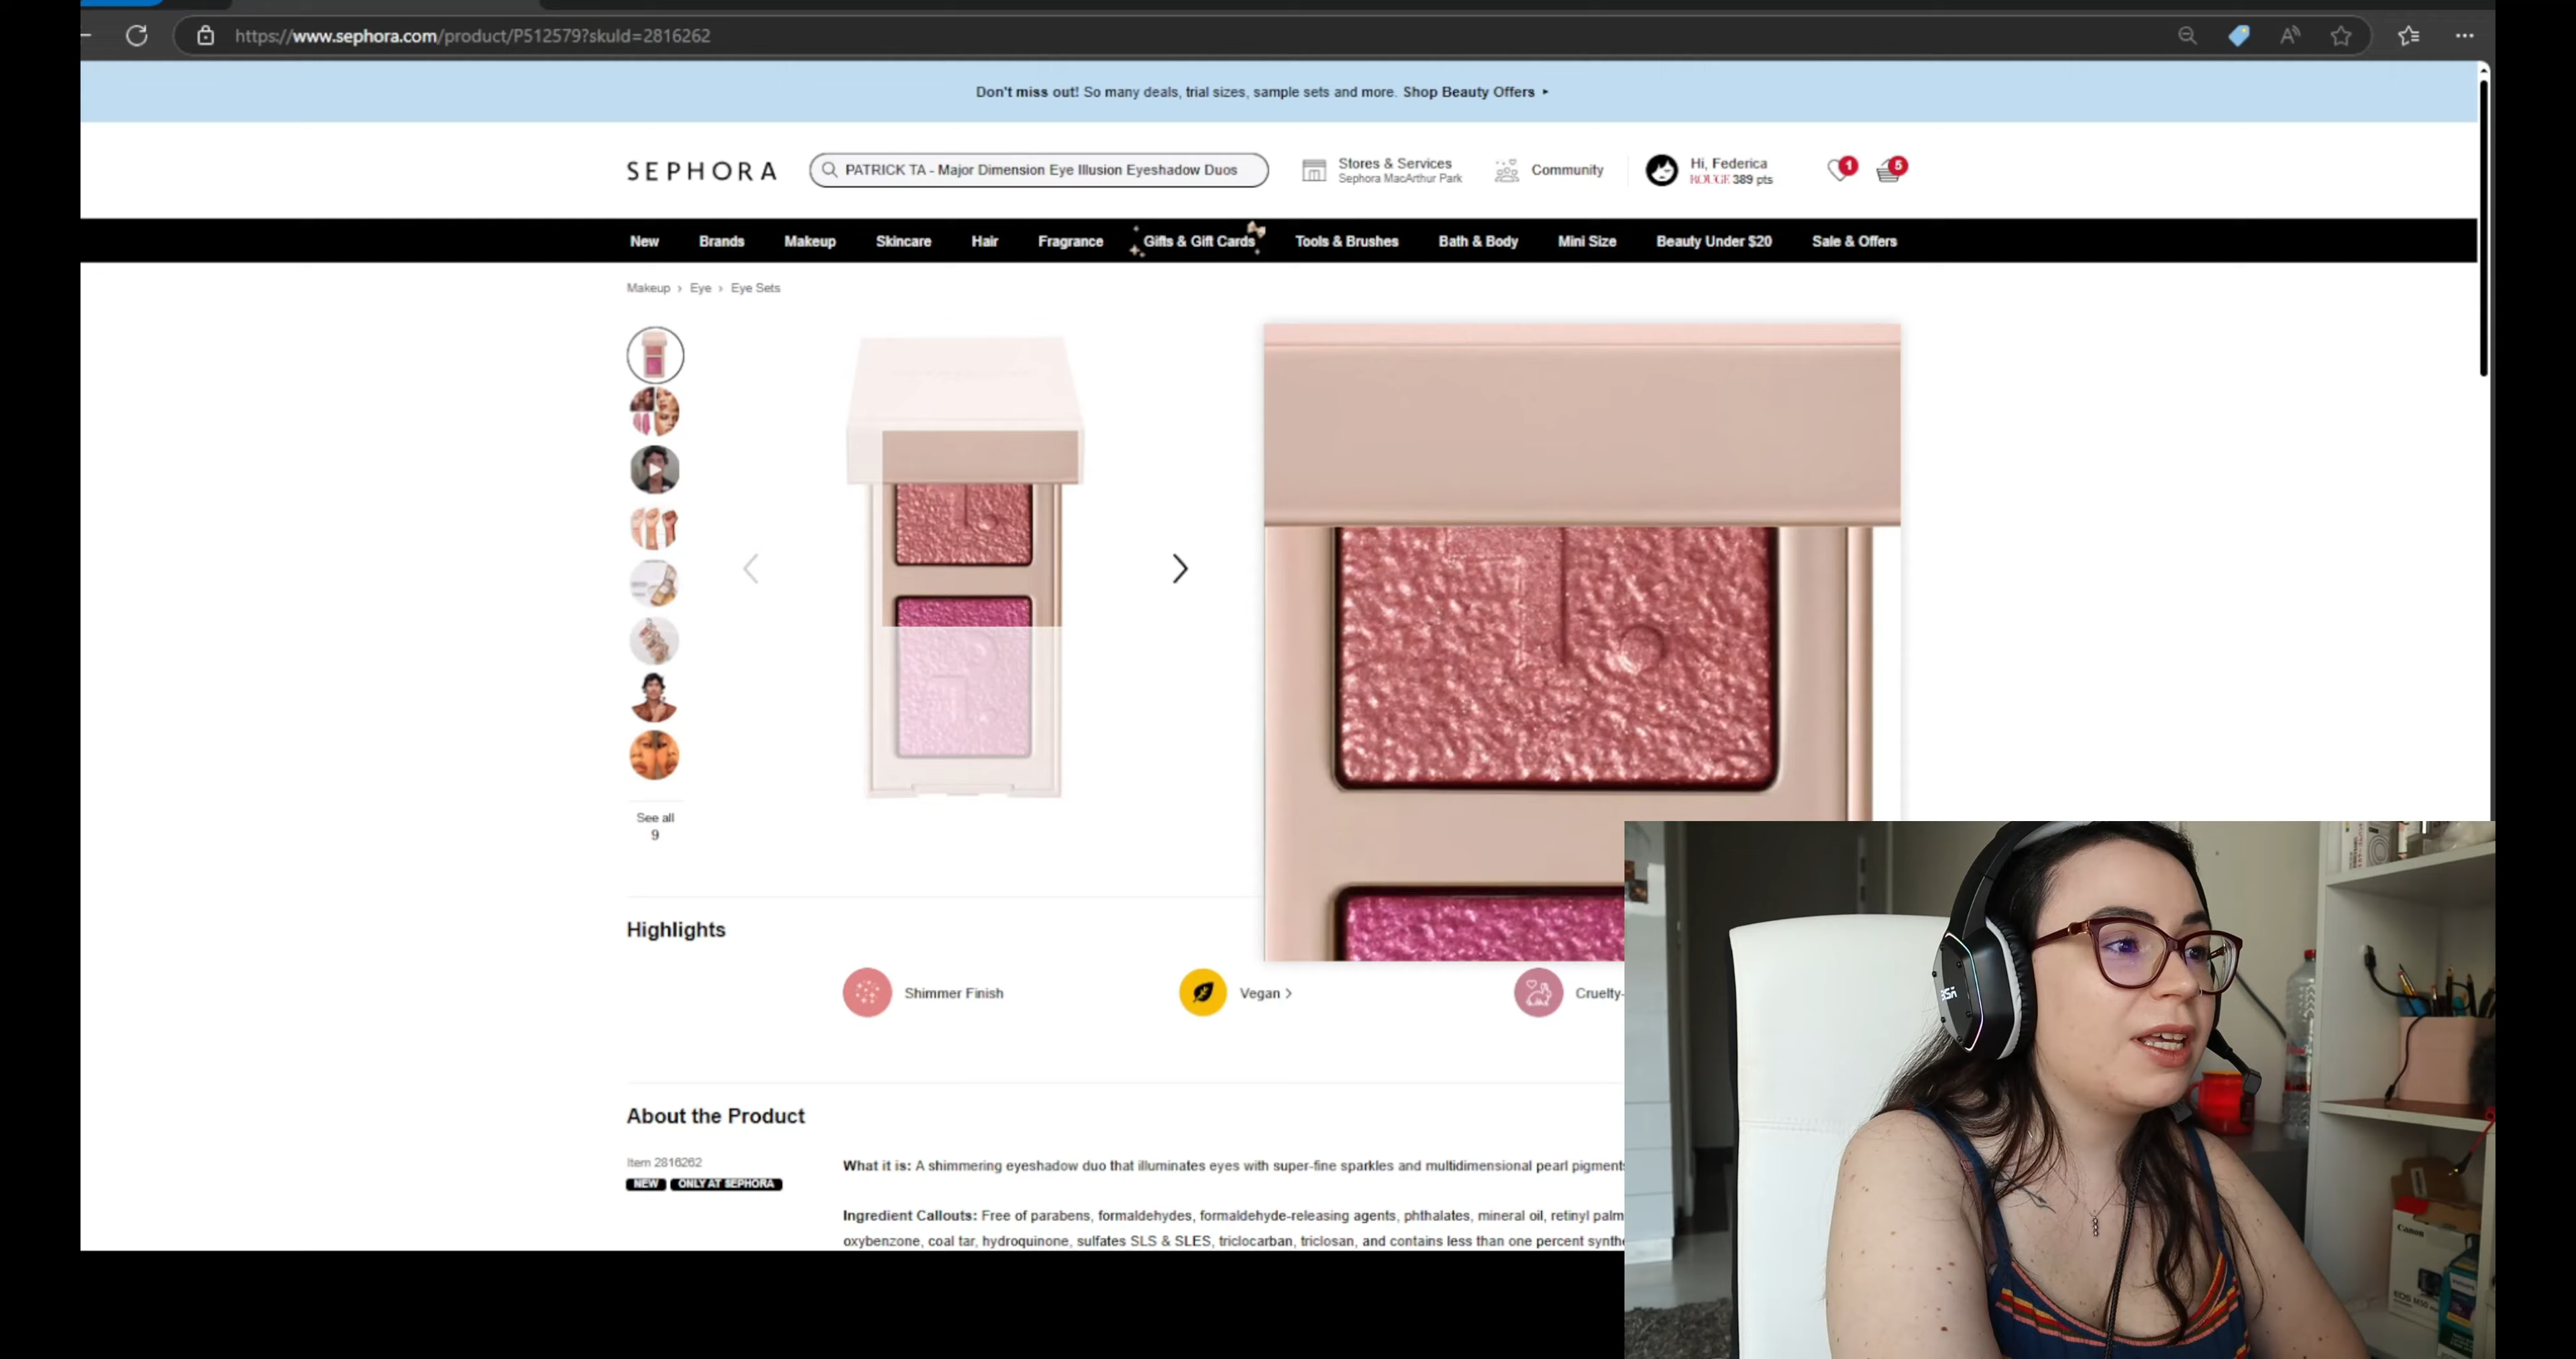 https://www.sephora.com/product/P512579?skuId=2816262
Don't miss out! So many deals, trial sizes, sample sets and more. Shop Beauty Offers ▸
SEPHORA
PATRICK TA - Major Dimension Eye Illusion Eyeshadow Duos
Stores & Services
Sephora MacArthur Park
Community
Hi, Federica
ROUGE 389 pts
1
5
New Brands Makeup Skincare Hair Fragrance Gifts & Gift Cards Tools & Brushes Bath & Body Mini Size Beauty Under $20 Sale & Offers
Makeup > Eye > Eye Sets
See all
9
Highlights
Shimmer Finish
Vegan >
Cruelty-
About the Product
Item 2816262
NEW ONLY AT SEPHORA
What it is: A shimmering eyeshadow duo that illuminates eyes with super-fine sparkles and multidimensional pearl pigments
Ingredient Callouts: Free of parabens, formaldehydes, formaldehyde-releasing agents, phthalates, mineral oil, retinyl palm
oxybenzone, coal tar, hydroquinone, sulfates SLS & SLES, triclocarban, triclosan, and contains less than one percent synthe
Canon
EOS M50